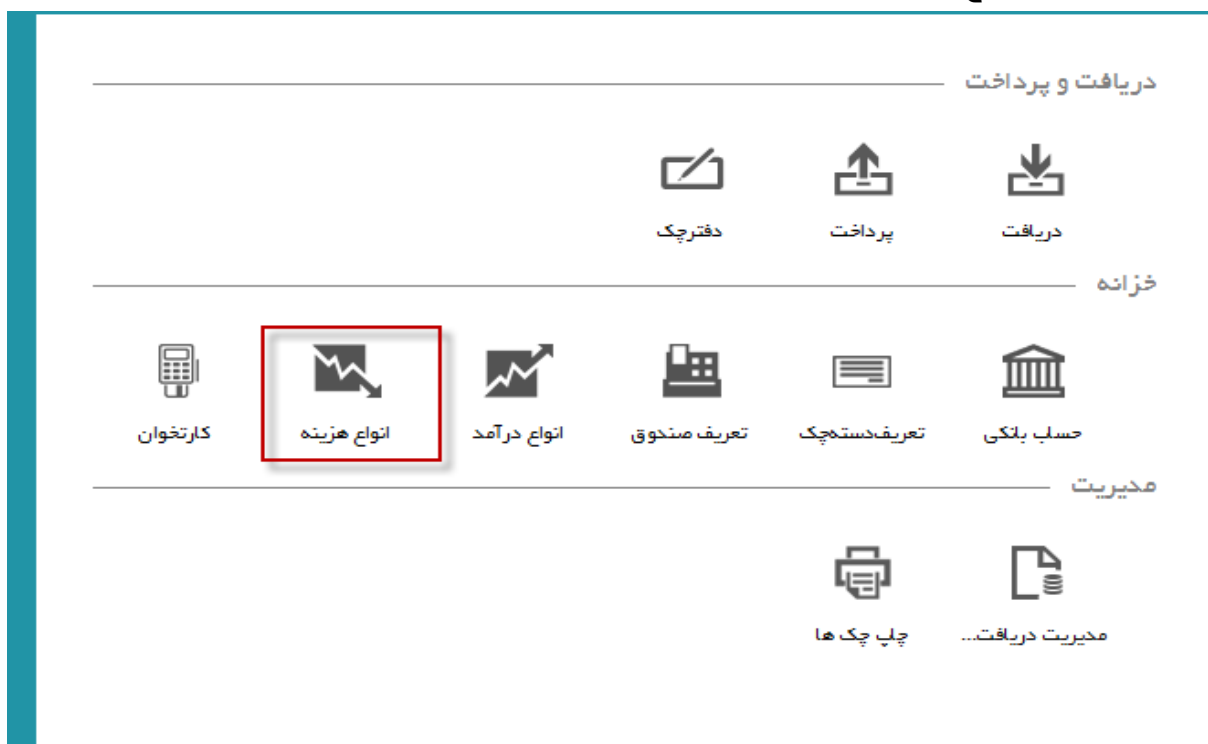 دریافت و پرداخت
دریافت پرداخت دفترچک
خزانه
حساب بانکی تعریف‌دسته‌چک تعریف صندوق انواع درآمد انواع هزینه کارتخوان
مدیریت
مدیریت دریافت... چاپ چک ها